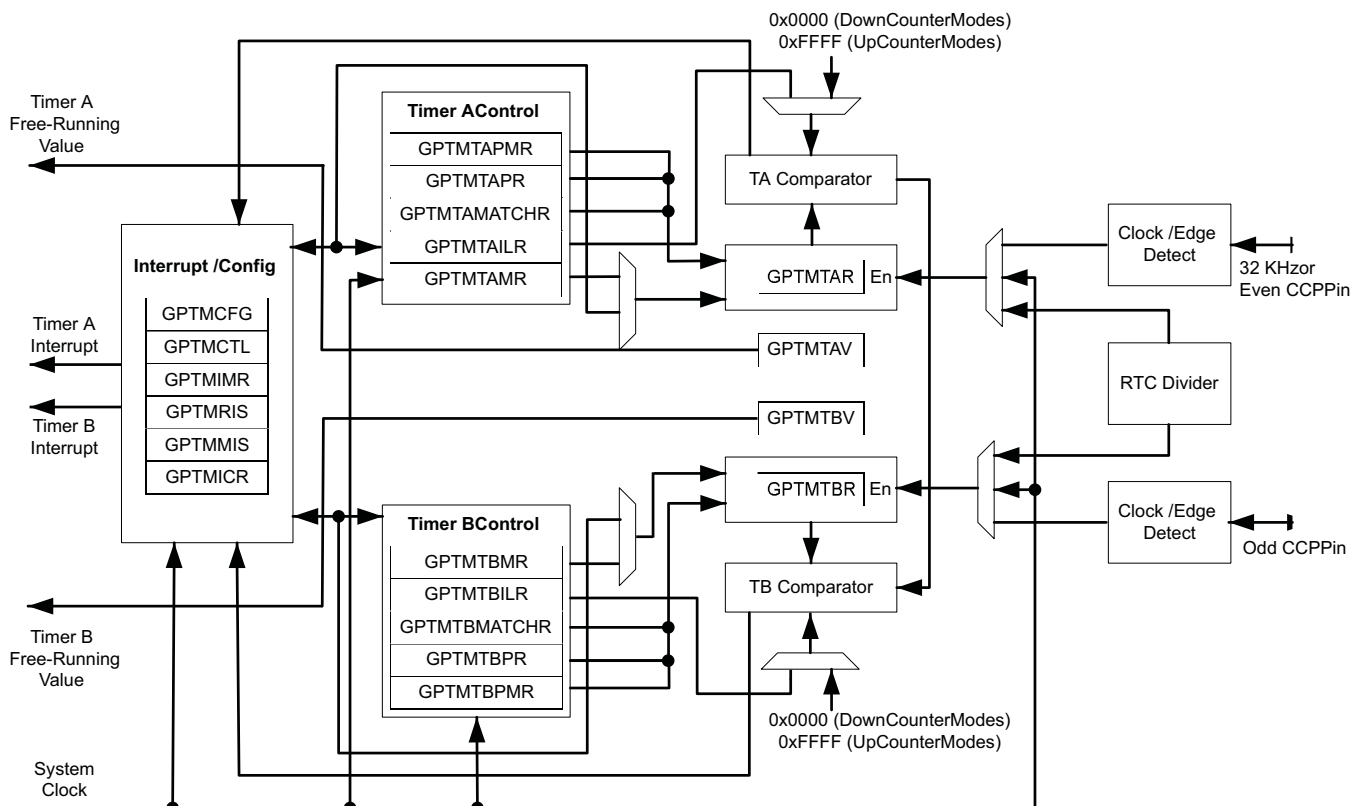 0x0000 (DownCounterModes)
0xFFFF (UpCounterModes)
Timer A
Free-Running
Value
Timer AControl
GPTMTAPMR
GPTMTAPR
GPTMTAMATCHR
GPTMTAILR
GPTMTAMR
TA Comparator
GPTMTAR
En
Clock /Edge
Detect
32 KHzor
Even CCPPin
Interrupt /Config
GPTMCFG
GPTMCTL
GPTMIMR
GPTMRIS
GPTMMIS
GPTMICR
Timer A
Interrupt
Timer B
Interrupt
GPTMTAV
GPTMTBV
RTC Divider
GPTMTBR
En
Clock /Edge
Detect
Odd CCPPin
Timer BControl
GPTMTBMR
GPTMTBILR
GPTMTBMATCHR
GPTMTBPR
GPTMTBPMR
TB Comparator
Timer B
Free-Running
Value
0x0000 (DownCounterModes)
0xFFFF (UpCounterModes)
System
Clock